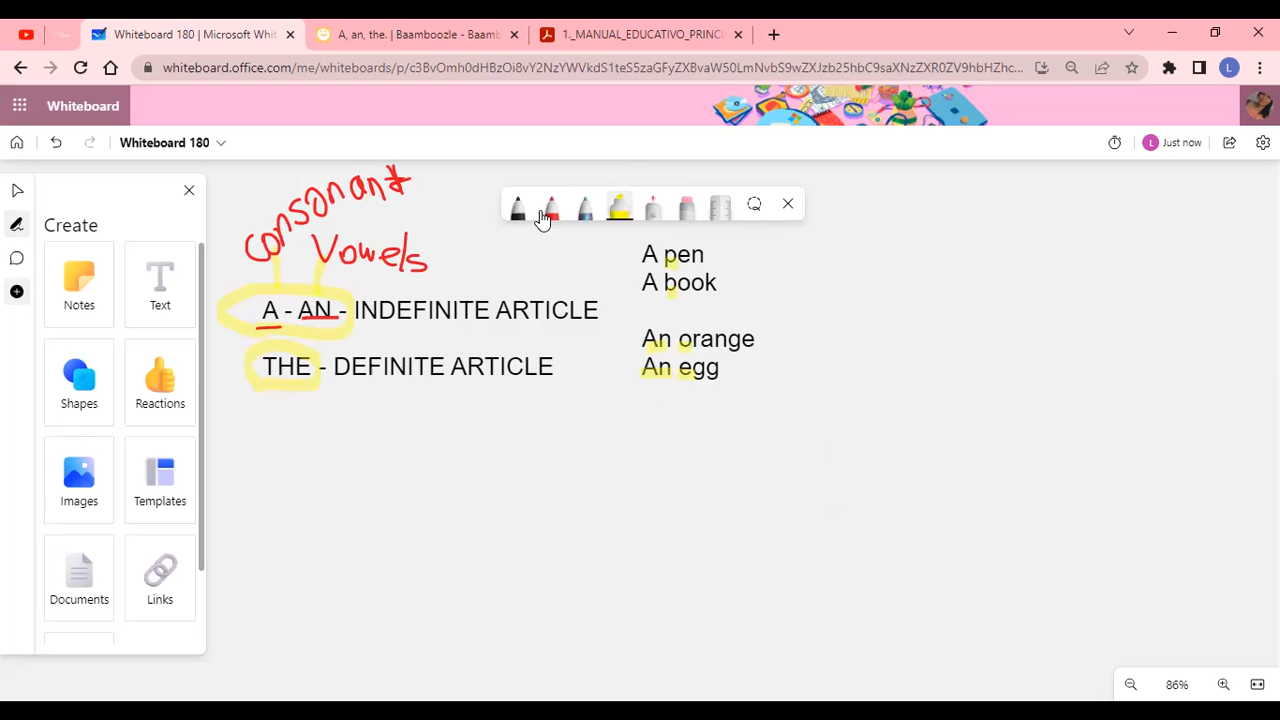 Whiteboard 180 | Microsoft Whit
A, an, the. | Baamboozle - Baamb
1._MANUAL_EDUCATIVO_PRINC
whiteboard.office.com/me/whiteboards/p/c3BvOmh0dHBzOi8vY2NzYWVkdS1teS5zaGFyZXBvaW50LmNvbS9wZXJzb25hbC9saXNzZXR0ZV9hbHZhc...
L
Whiteboard
Whiteboard 180
L Just now
Create
Notes
Text
Shapes
Reactions
Images
Templates
Documents
Links
consonant
Vowels
A - AN - INDEFINITE ARTICLE
THE - DEFINITE ARTICLE
A pen
A book
An orange
An egg
86%